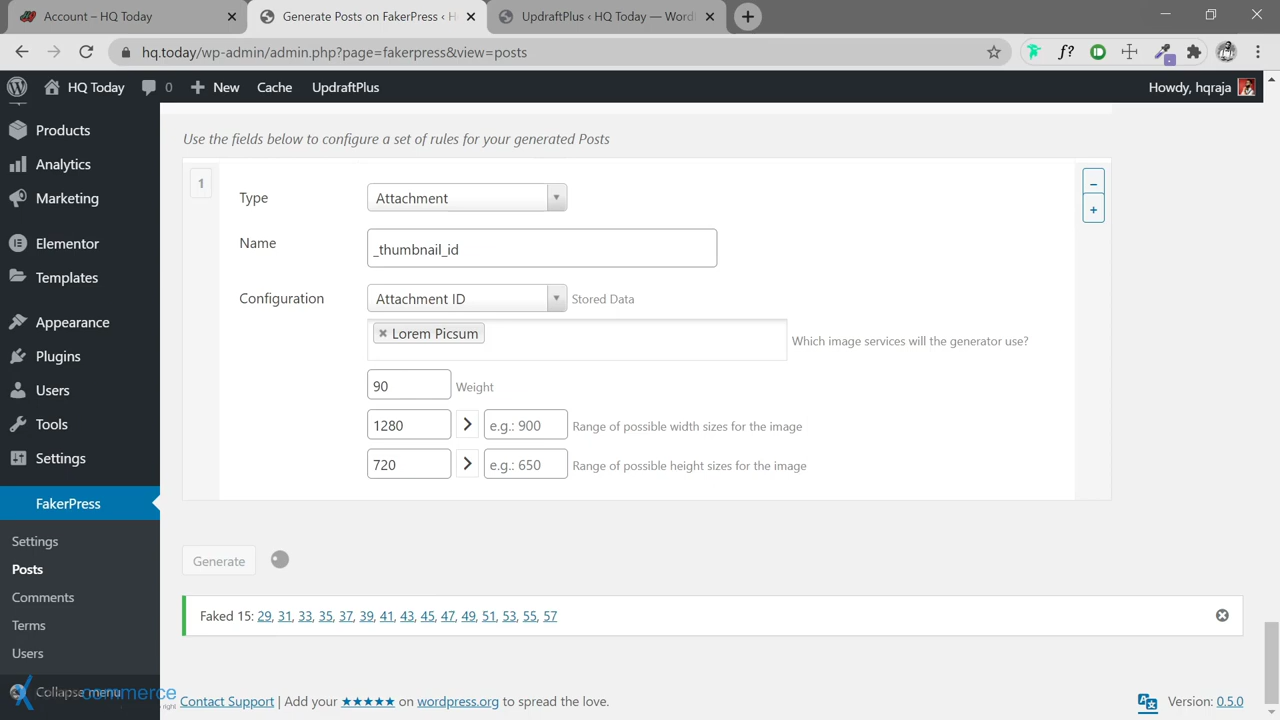 Account – HQ Today
Generate Posts on FakerPress ‹ H
UpdraftPlus ‹ HQ Today — Word
hq.today/wp-admin/admin.php?page=fakerpress&view=posts
f?
HQ Today
0
New
Cache
UpdraftPlus
Howdy, hqraja
Products
Analytics
Marketing
Elementor
Templates
Appearance
Plugins
Users
Tools
Settings
FakerPress
Settings
Posts
Comments
Terms
Users
Collapse menu
commerce
right
Use the fields below to configure a set of rules for your generated Posts
1
Type
Attachment
–
+
Name
_thumbnail_id
Configuration
Attachment ID
Stored Data
Lorem Picsum
Which image services will the generator use?
90
Weight
1280
e.g.: 900
Range of possible width sizes for the image
720
e.g.: 650
Range of possible height sizes for the image
Generate
Faked 15: 29, 31, 33, 35, 37, 39, 41, 43, 45, 47, 49, 51, 53, 55, 57
Contact Support | Add your ★★★★★ on wordpress.org to spread the love.
Version: 0.5.0